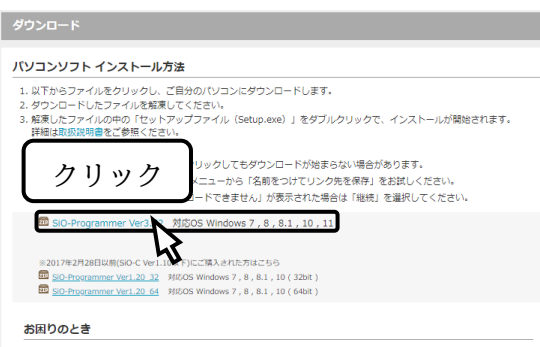 ダウンロード
パソコンソフト インストール方法
1. 以下からファイルをクリックし、ご自分のパソコンにダウンロードします。
2. ダウンロードしたファイルを解凍してください。
3. 解凍したファイルの中の「セットアップファイル（Setup.exe）」をダブルクリックで、インストールが開始されます。
詳細は取扱説明書をご参照ください。
クリック
リックしてもダウンロードが始まらない場合があります。
メニューから「名前をつけてリンク先を保存」をお試しください。
ードできません」が表示された場合は「継続」を選択してください。
SiO-Programmer Ver3. 対応OS Windows 7 , 8 , 8.1 , 10 , 11
※2017年2月28日以前(SiO-C Ver1.10以下)にご購入された方はこちら
SiO-Programmer Ver1.20_32 対応OS Windows 7 , 8 , 8.1 , 10 ( 32bit )
SiO-Programmer Ver1.20_64 対応OS Windows 7 , 8 , 8.1 , 10 ( 64bit )
お困りのとき